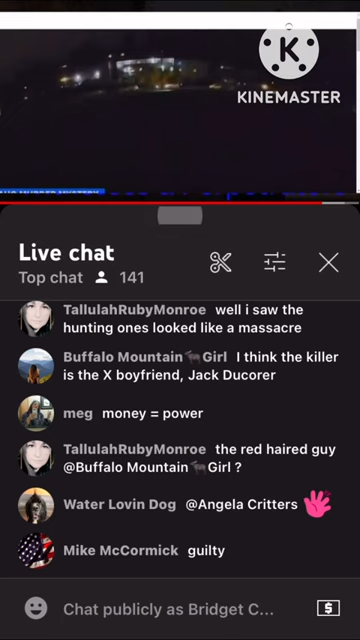 K
KINEMASTER
Live chat
Top chat 141
TallulahRubyMonroe well i saw the
hunting ones looked like a massacre
Buffalo Mountain🐐Girl I think the killer
is the X boyfriend, Jack Ducorer
meg money = power
TallulahRubyMonroe the red haired guy
@Buffalo Mountain🐐Girl ?
Water Lovin Dog @Angela Critters
Mike McCormick guilty
Chat publicly as Bridget C...
$